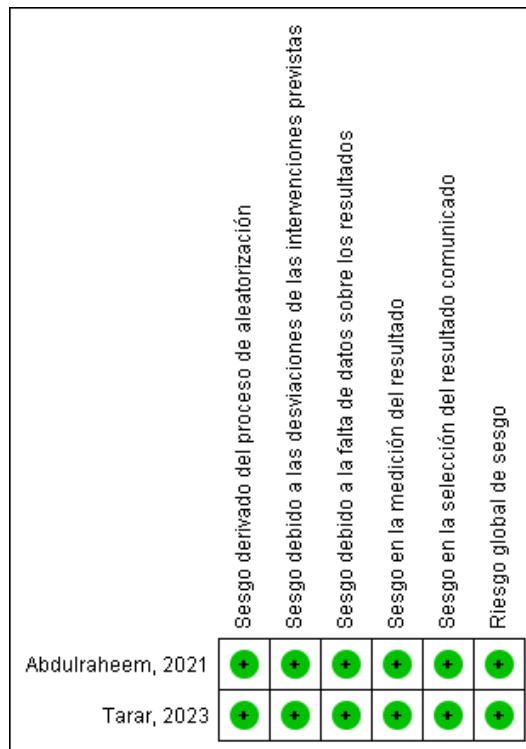 Sesgo derivado del proceso de aleatorización
Sesgo debido a las desviaciones de las intervenciones previstas
Sesgo debido a la falta de datos sobre los resultados
Sesgo en la medición del resultado
Sesgo en la selección del resultado comunicado
Riesgo global de sesgo
Abdulraheem, 2021
+ + + + + +
Tarar, 2023
+ + + + + +